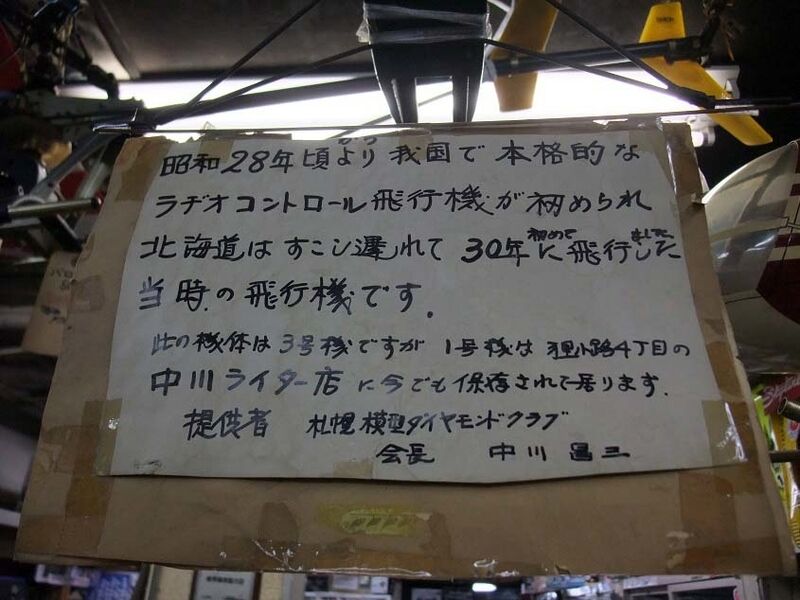 昭和28年頃より我国で本格的な
から
ラヂオコントロール飛行機が初められ
北海道はすこし遅れて30年に飛行した
初めて
当時の飛行機です.
此の機体は3号機ですが 1号機は狸小路4丁目の
中川ライター店に今でも保存されて居ります.
提供者 札幌模型ダイヤモンドクラブ
会長 中川昌三